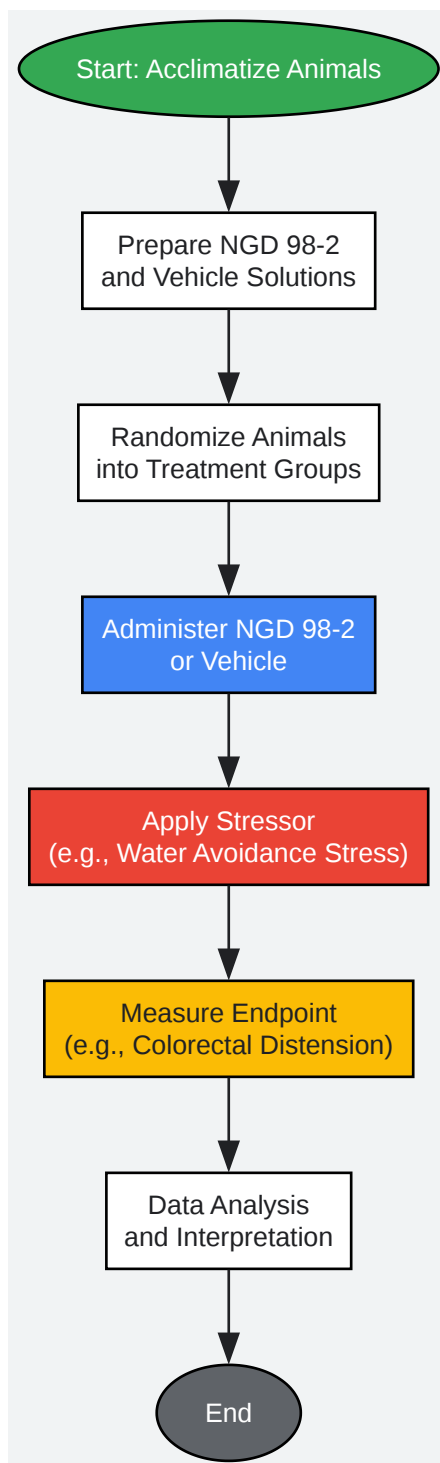 Start: Acclimatize Animals
Prepare NGD 98-2
and Vehicle Solutions
Randomize Animals
into Treatment Groups
Administer NGD 98-2
or Vehicle
Apply Stressor
(e.g., Water Avoidance Stress)
Measure Endpoint
(e.g., Colorectal Distension)
Data Analysis
and Interpretation
End